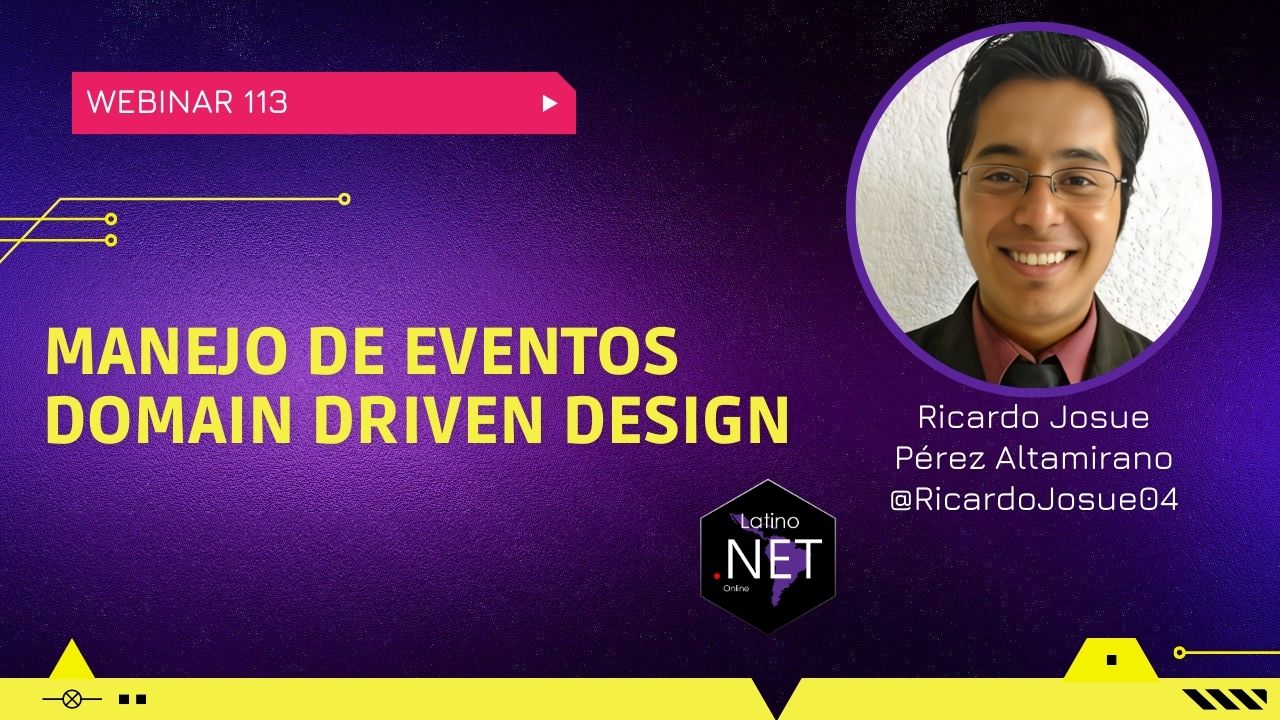 WEBINAR 113
MANEJO DE EVENTOS
DOMAIN DRIVEN DESIGN
Ricardo Josue
Pérez Altamirano
@RicardoJosue04
Latino
.NET
Online